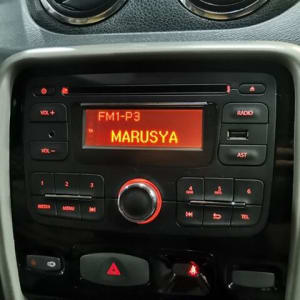 FM1-P3
MARUSYA
VOL + RADIO
VOL – AST
1 2 3 4 5 6
MEDIA MENU TEL